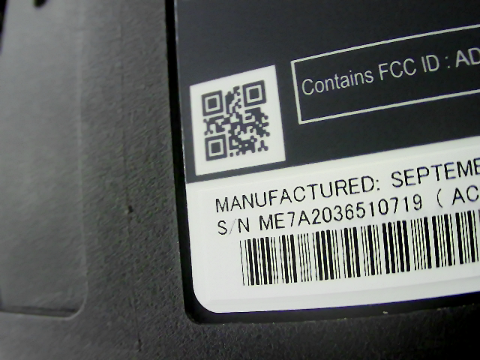 Contains FCC ID : AD
MANUFACTURED: SEPTEME
S/N ME7A2036510719 ( AC